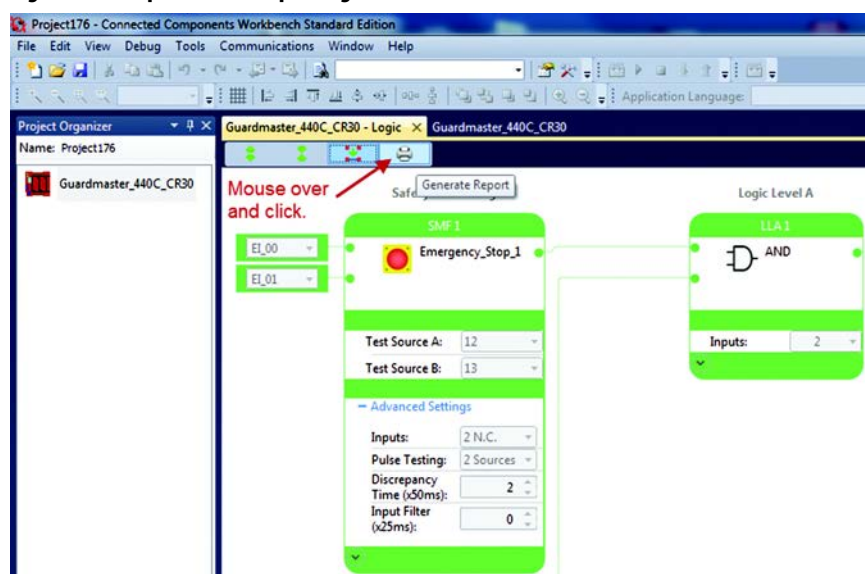 Project176 - Connected Components Workbench Standard Edition
File Edit View Debug Tools Communications Window Help
Application Language:
Project Organizer
Guardmaster_440C_CR30 - Logic
Guardmaster_440C_CR30
Name: Project176
Guardmaster_440C_CR30
Mouse over
and click.
Generate Report
Logic Level A
SMF 1
LLA 1
EI_00
EI_01
Emergency_Stop_1
AND
Test Source A: 12
Test Source B: 13
Inputs: 2
Advanced Settings
Inputs: 2 N.C.
Pulse Testing: 2 Sources
Discrepancy
Time (x50ms): 2
Input Filter
(x25ms): 0